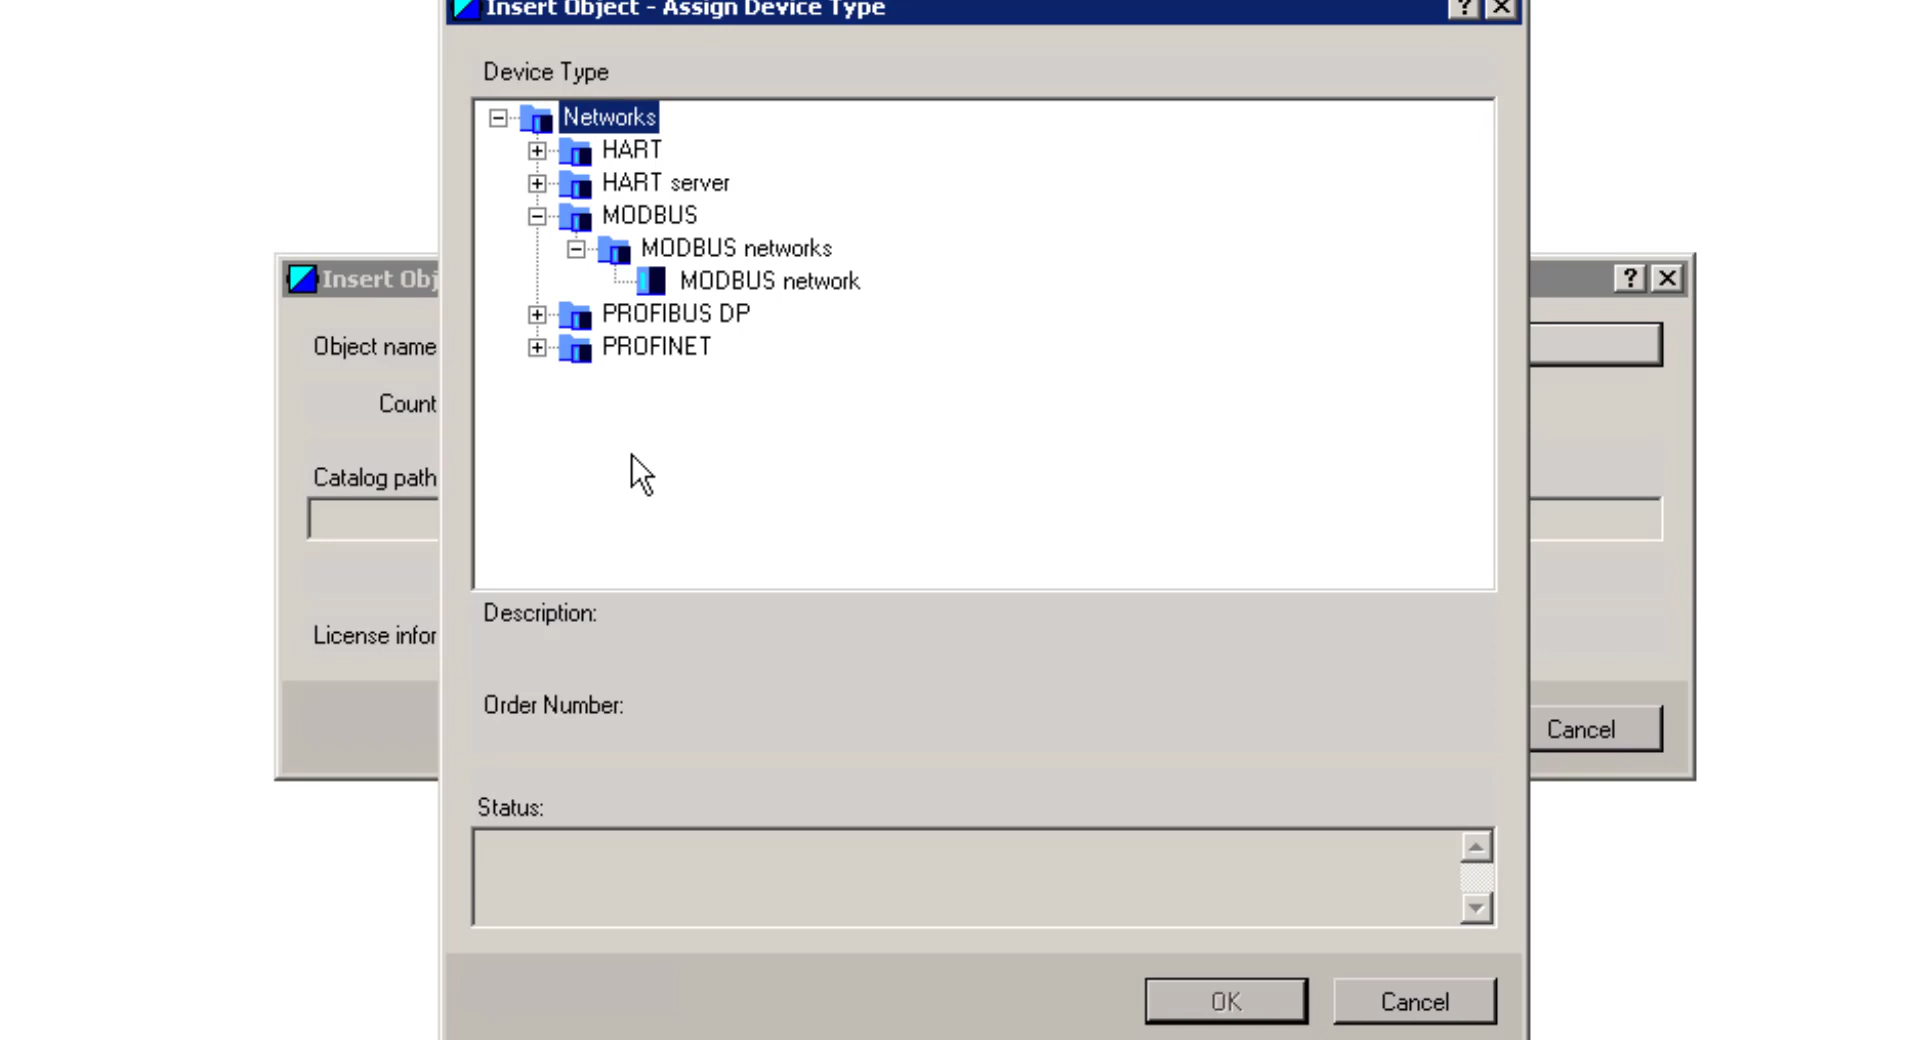 Insert Object - Assign Device Type
Device Type
Networks
HART
HART server
MODBUS
MODBUS networks
MODBUS network
PROFIBUS DP
PROFINET
Insert Obj
Object name
Count
Catalog path
License infor
Description:
Order Number:
Cancel
Status:
OK
Cancel